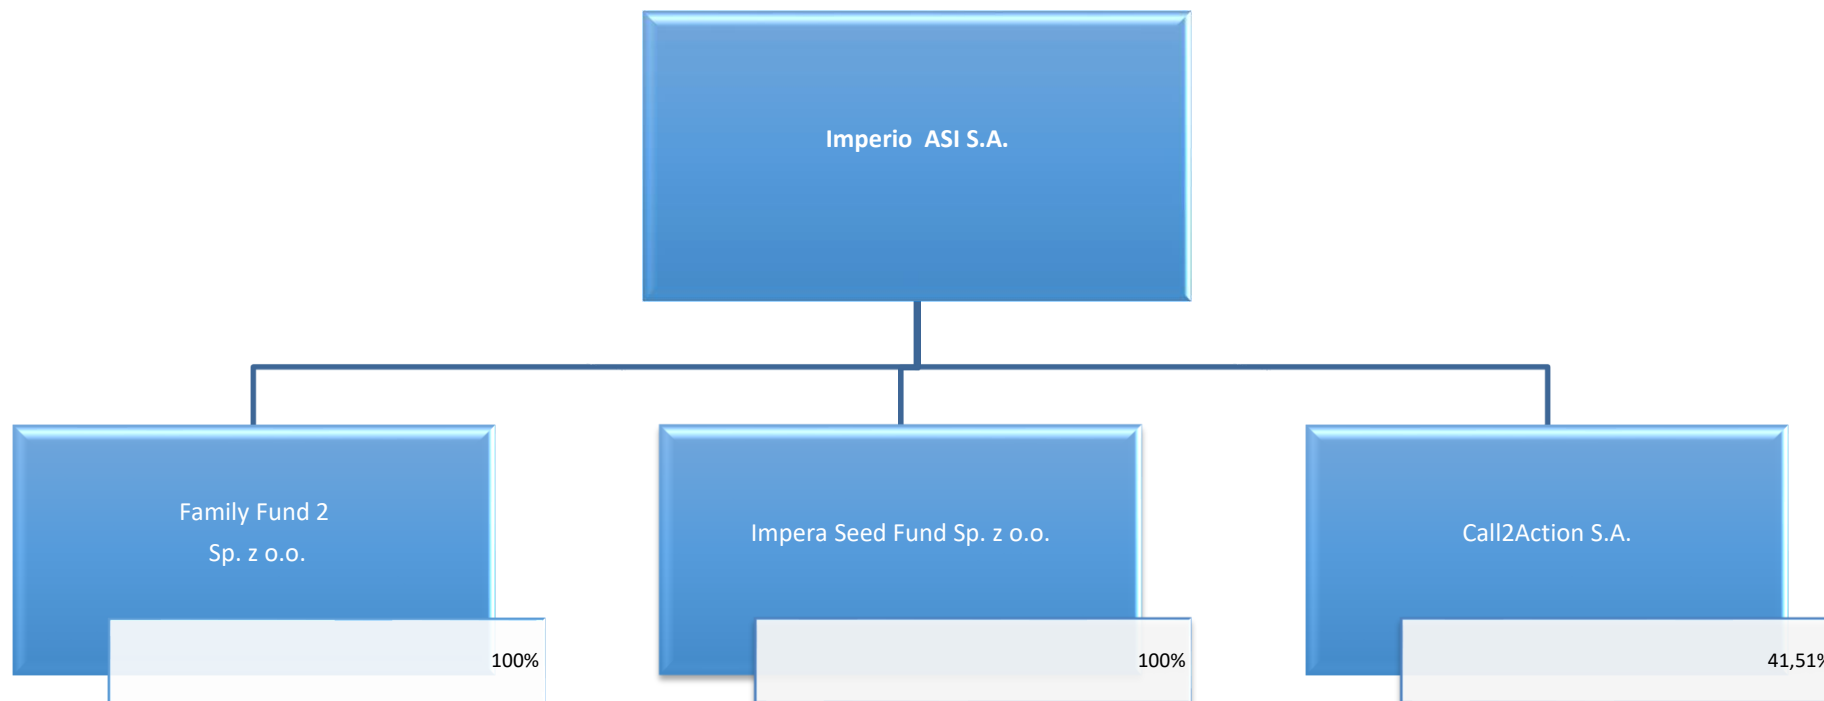 Imperio  ASI S.A.
Family Fund 2
Sp. z o.o.
Impera Seed Fund Sp. z o.o.
Call2Action S.A.
100%
100%
41,51%